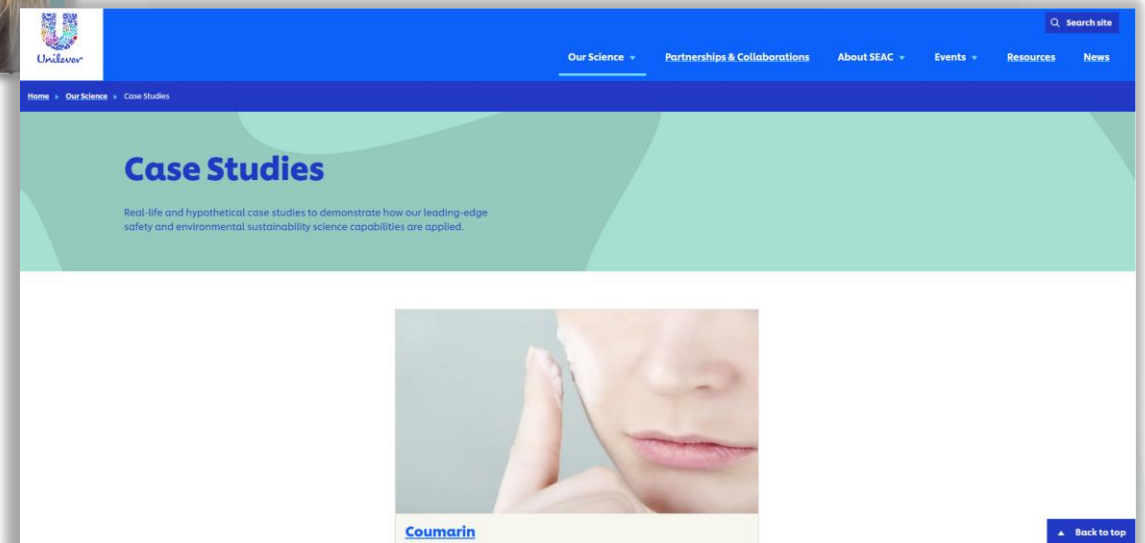 Search site
Unilever
Our Science Partnerships & Collaborations About SEAC Events Resources News
Home Our Science Case Studies
Case Studies
Real-life and hypothetical case studies to demonstrate how our leading-edge
safety and environmental sustainability science capabilities are applied.
Coumarin
Back to top